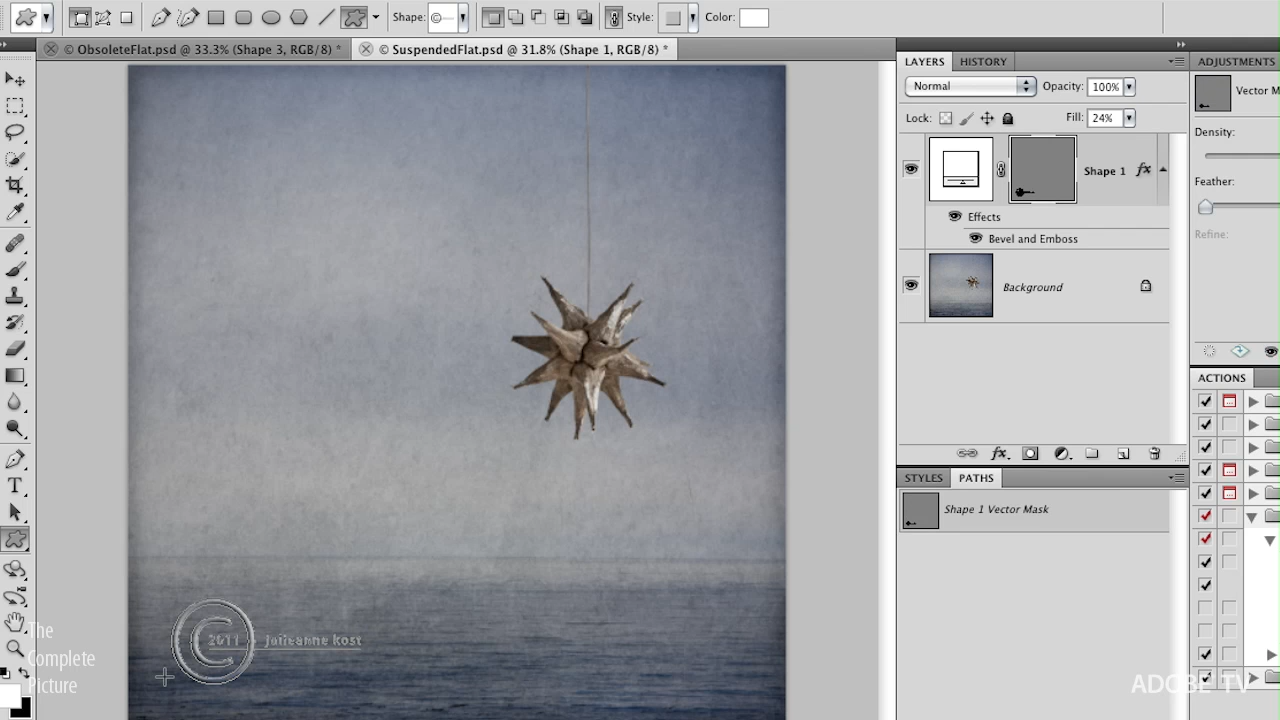 Shape:
Style:
Color:
© ObsoleteFlat.psd @ 33.3% (Shape 3, RGB/8) *
© SuspendedFlat.psd @ 31.8% (Shape 1, RGB/8) *
LAYERS
HISTORY
ADJUSTMENTS
Normal
Opacity: 100%
Vector M
Lock:
Fill: 24%
Density:
Shape 1
fx
Feather:
Effects
Refine:
Bevel and Emboss
Background
ACTIONS
fx
STYLES
PATHS
Shape 1 Vector Mask
T
© 2011 julieanne kost
The
Complete
Picture
ADOBE TV